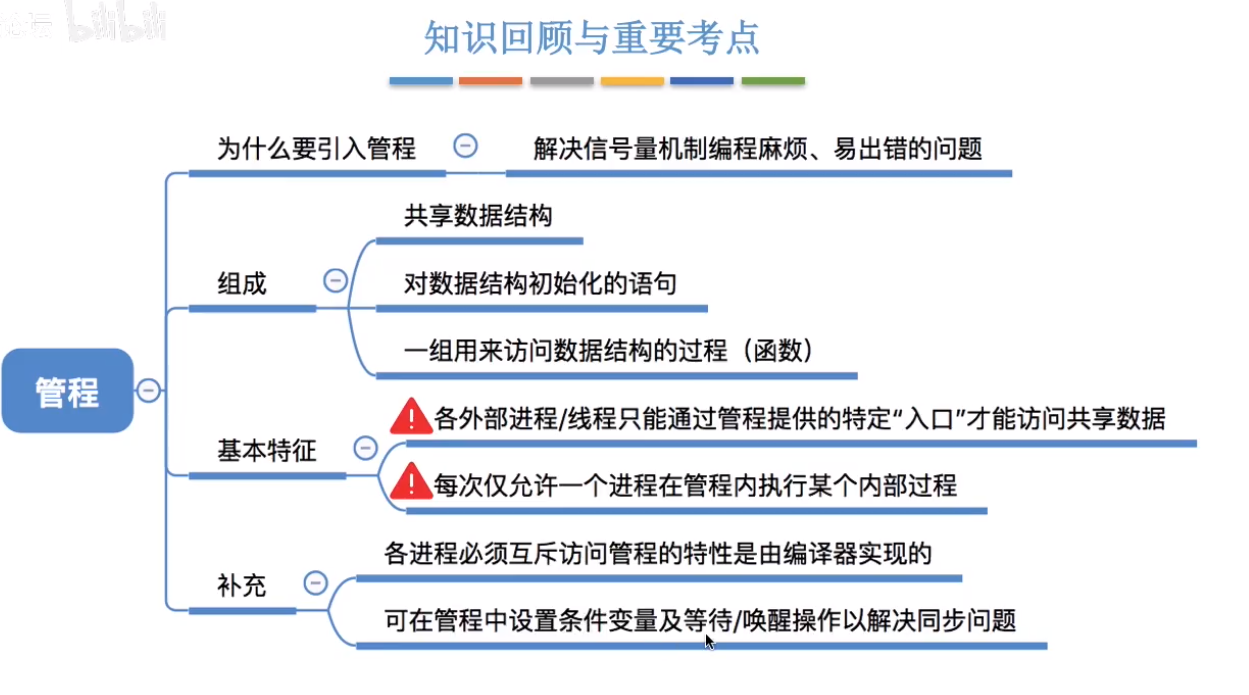 bilibili
知识回顾与重要考点
为什么要引入管程
解决信号量机制编程麻烦、易出错的问题
组成
共享数据结构
对数据结构初始化的语句
一组用来访问数据结构的过程（函数）
管程
基本特征
各外部进程/线程只能通过管程提供的特定“入口”才能访问共享数据
每次仅允许一个进程在管程内执行某个内部过程
补充
各进程必须互斥访问管程的特性是由编译器实现的
可在管程中设置条件变量及等待/唤醒操作以解决同步问题